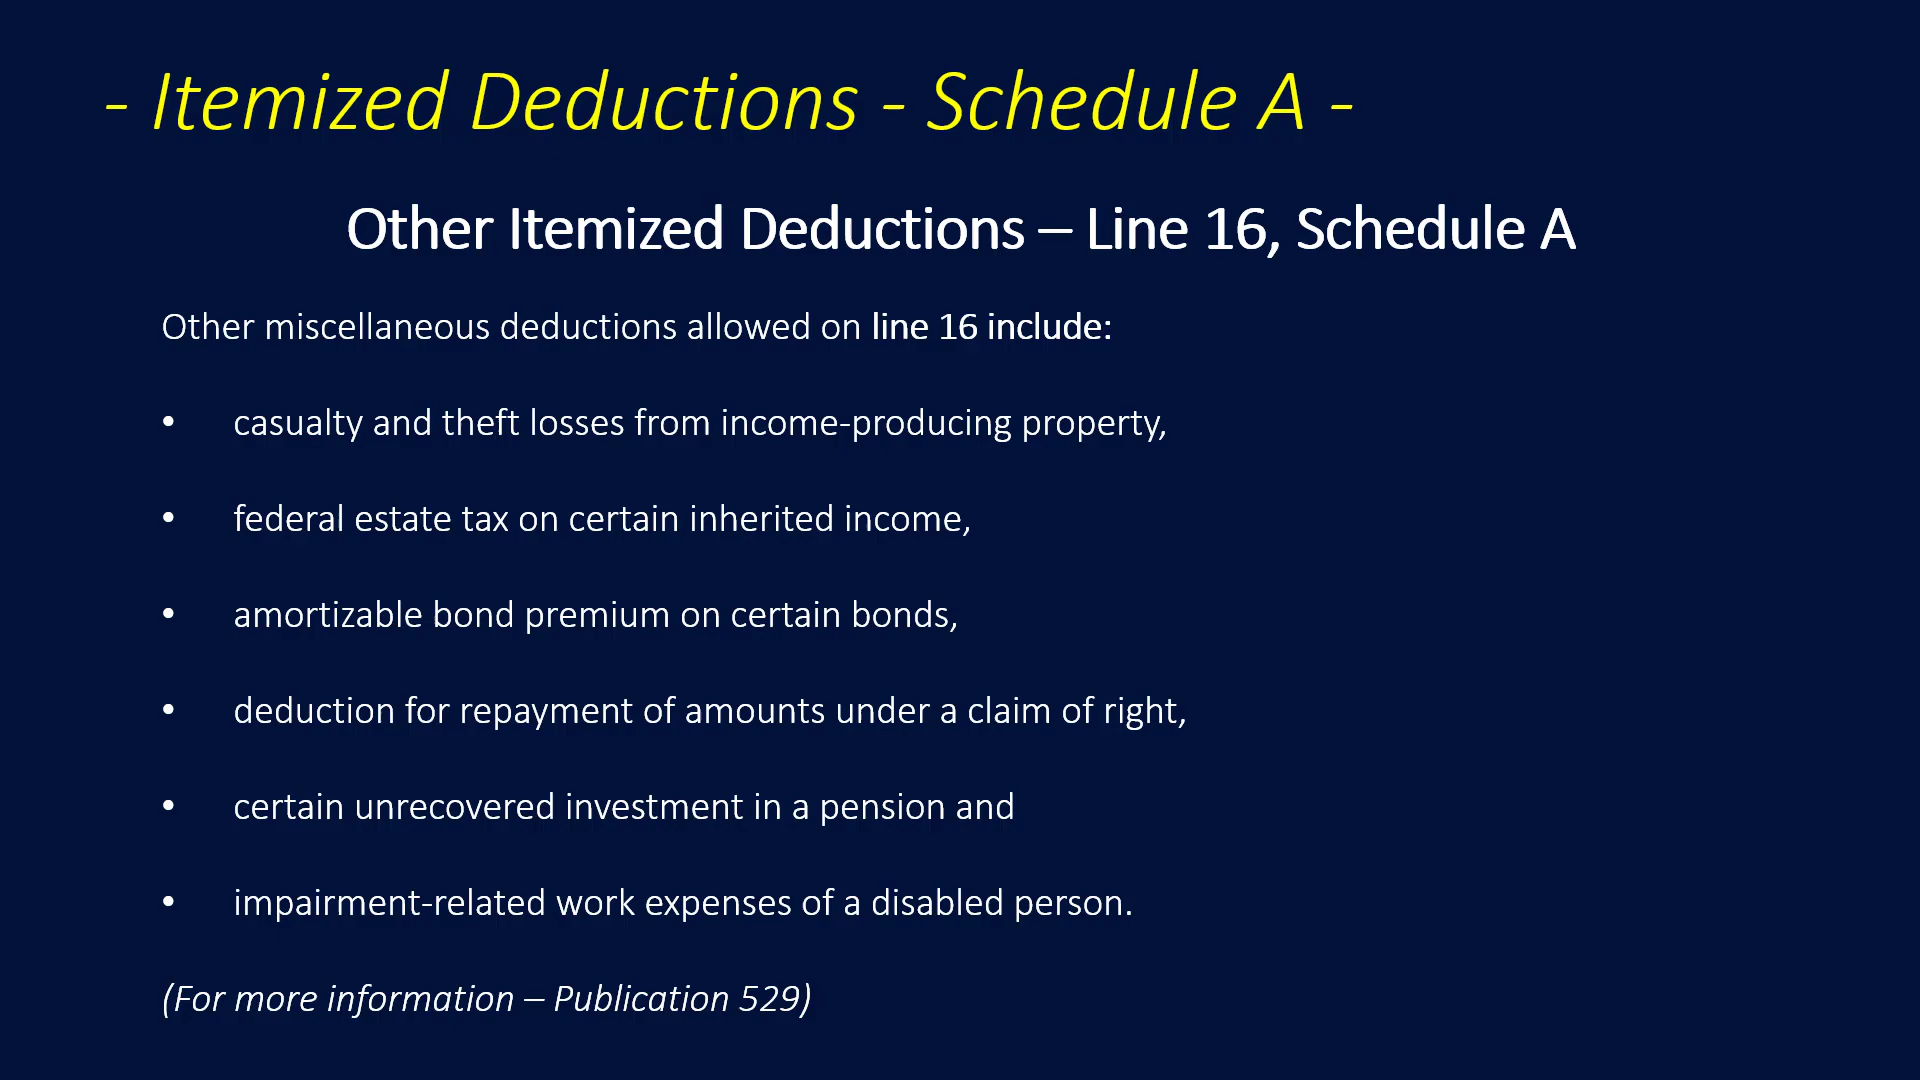 - Itemized Deductions - Schedule A -
Other Itemized Deductions – Line 16, Schedule A
Other miscellaneous deductions allowed on line 16 include:
• casualty and theft losses from income-producing property,
• federal estate tax on certain inherited income,
• amortizable bond premium on certain bonds,
• deduction for repayment of amounts under a claim of right,
• certain unrecovered investment in a pension and
• impairment-related work expenses of a disabled person.
(For more information – Publication 529)